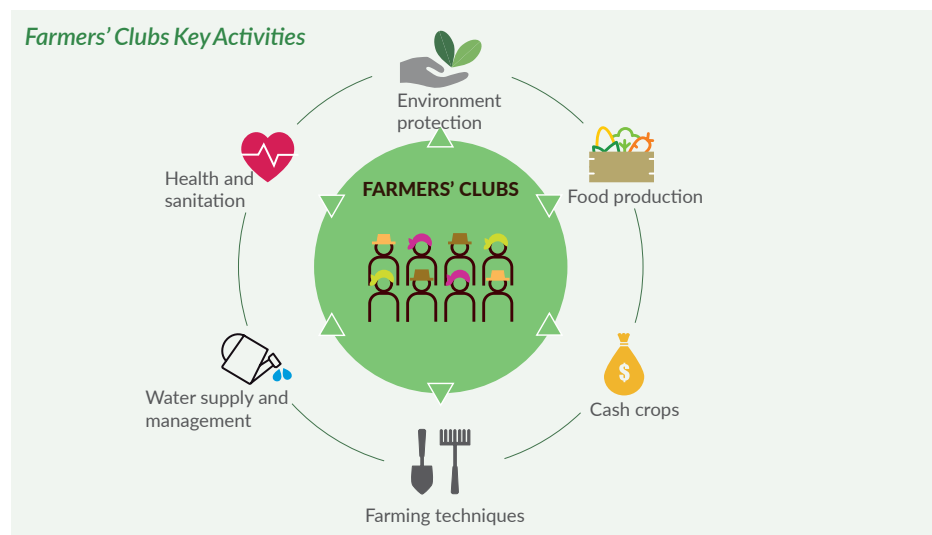 Farmers’ Clubs Key Activities
Environment
protection
Health and
sanitation
FARMERS’ CLUBS
Food production
Water supply and
management
$
Cash crops
Farming techniques